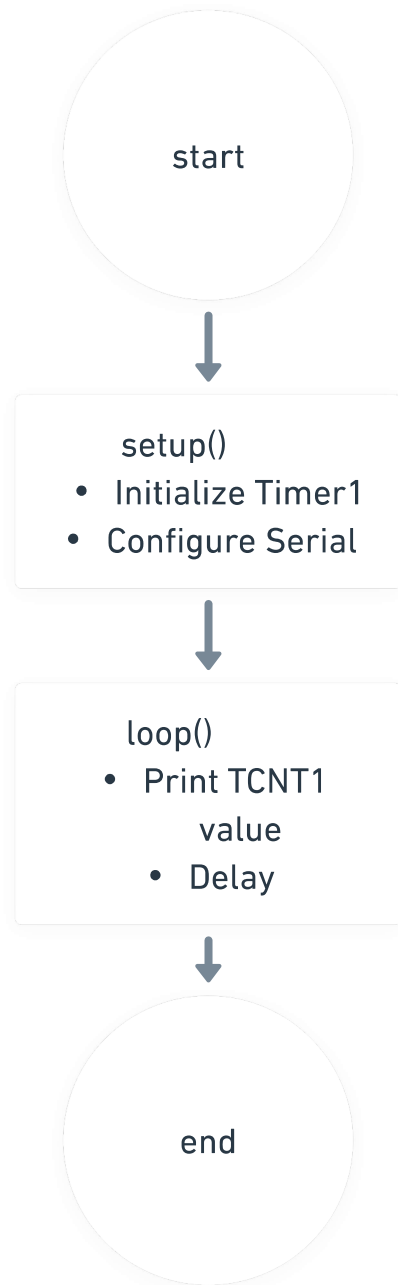 start
setup()
• Initialize Timer1
• Configure Serial
loop()
• Print TCNT1
value
• Delay
end